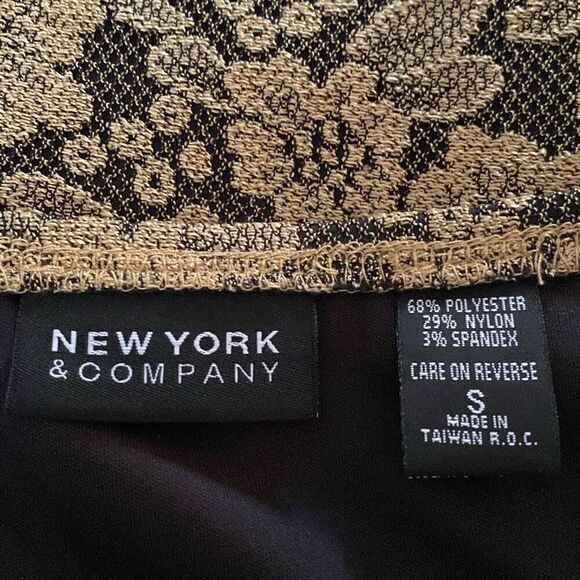 NEW YORK
& COMPANY
68% POLYESTER
29% NYLON
3% SPANDEX
CARE ON REVERSE
S
MADE IN
TAIWAN R.O.C.